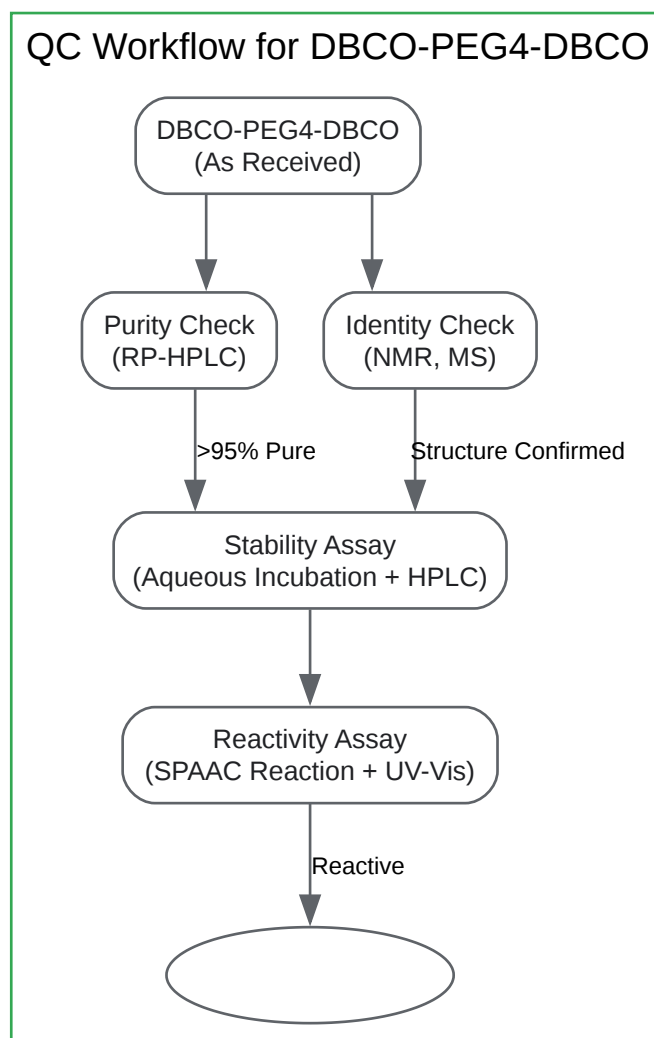 QC Workflow for DBCO-PEG4-DBCO
DBCO-PEG4-DBCO
(As Received)
Purity Check
(RP-HPLC)
Identity Check
(NMR, MS)
>95% Pure
Structure Confirmed
Stability Assay
(Aqueous Incubation + HPLC)
Reactivity Assay
(SPAAC Reaction + UV-Vis)
Reactive